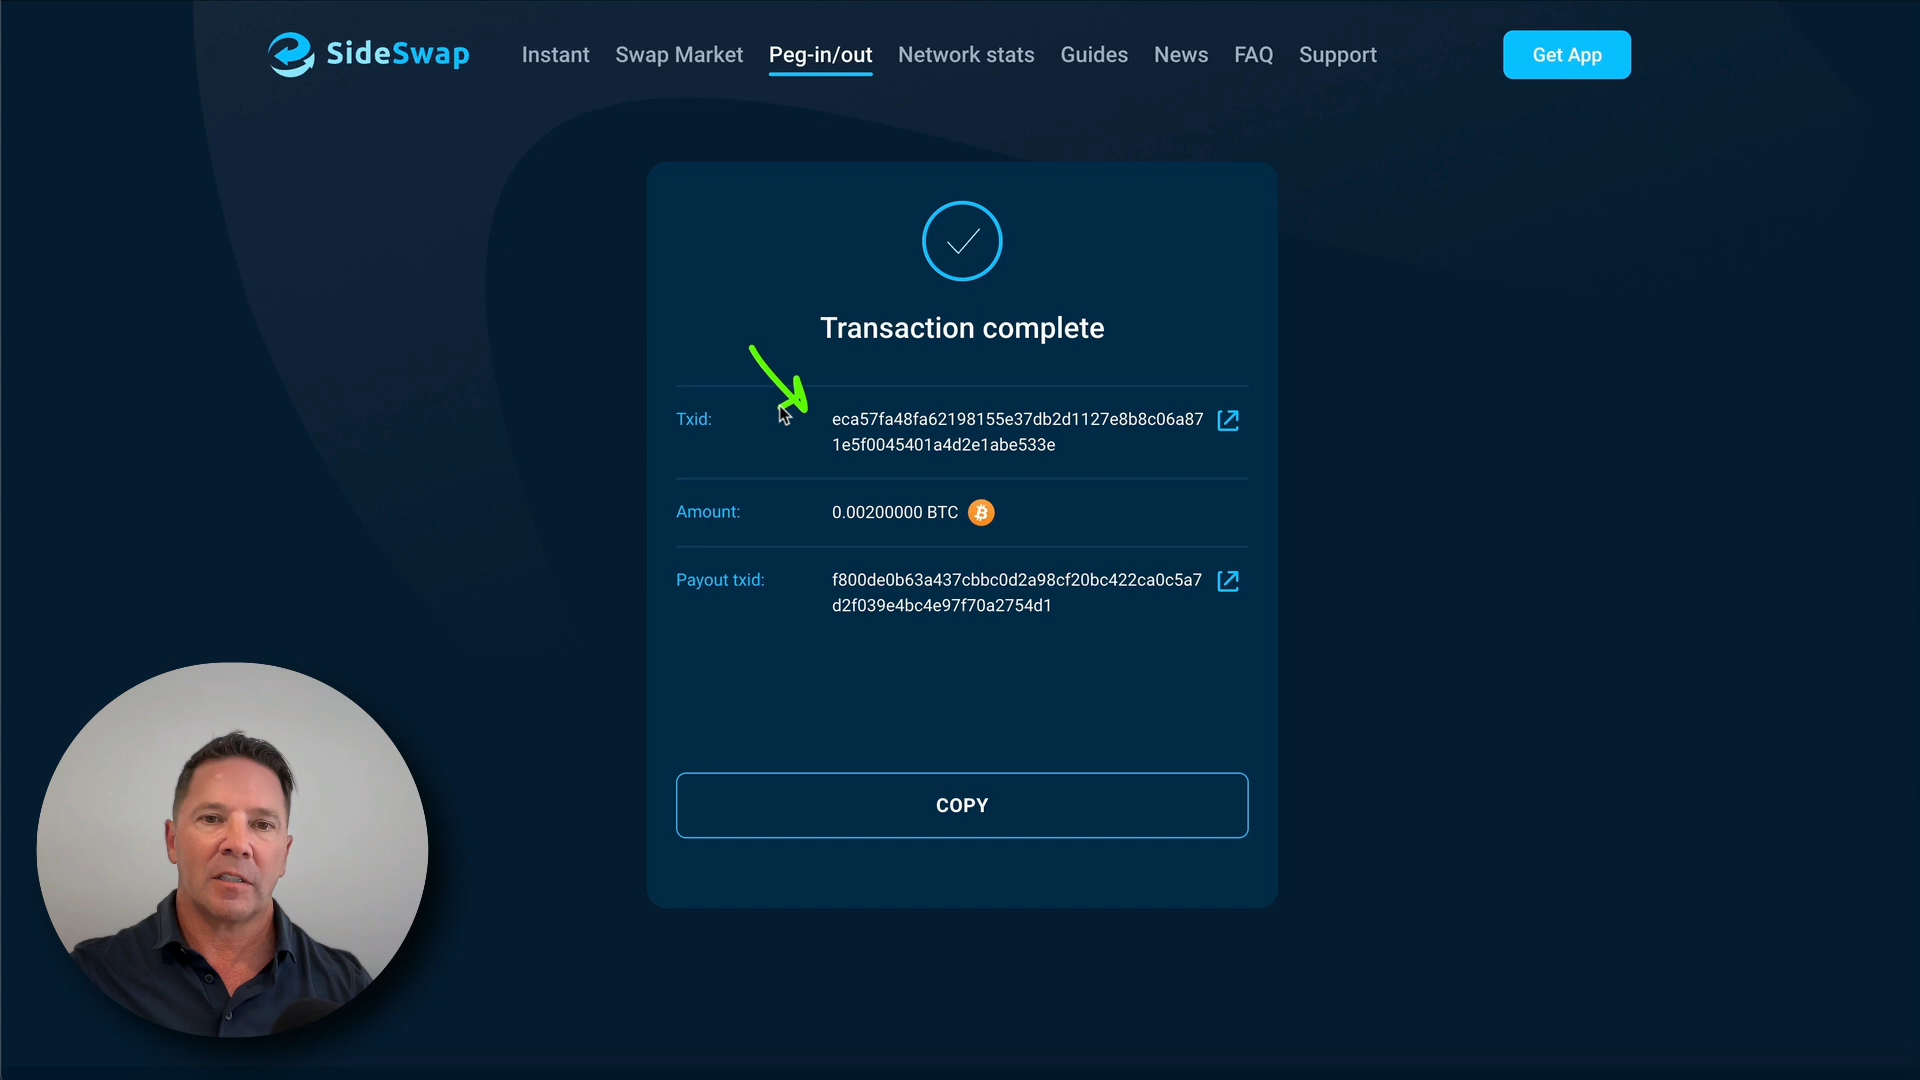 SideSwap
Instant
Swap Market
Peg-in/out
Network stats
Guides
News
FAQ
Support
Get App
Transaction complete
Txid:
eca57fa48fa62198155e37db2d1127e8b8c06a87
1e5f0045401a4d2e1abe533e
Amount:
0.00200000 BTC
Payout txid:
f800de0b63a437cbbc0d2a98cf20bc422ca0c5a7
d2f039e4bc4e97f70a2754d1
COPY